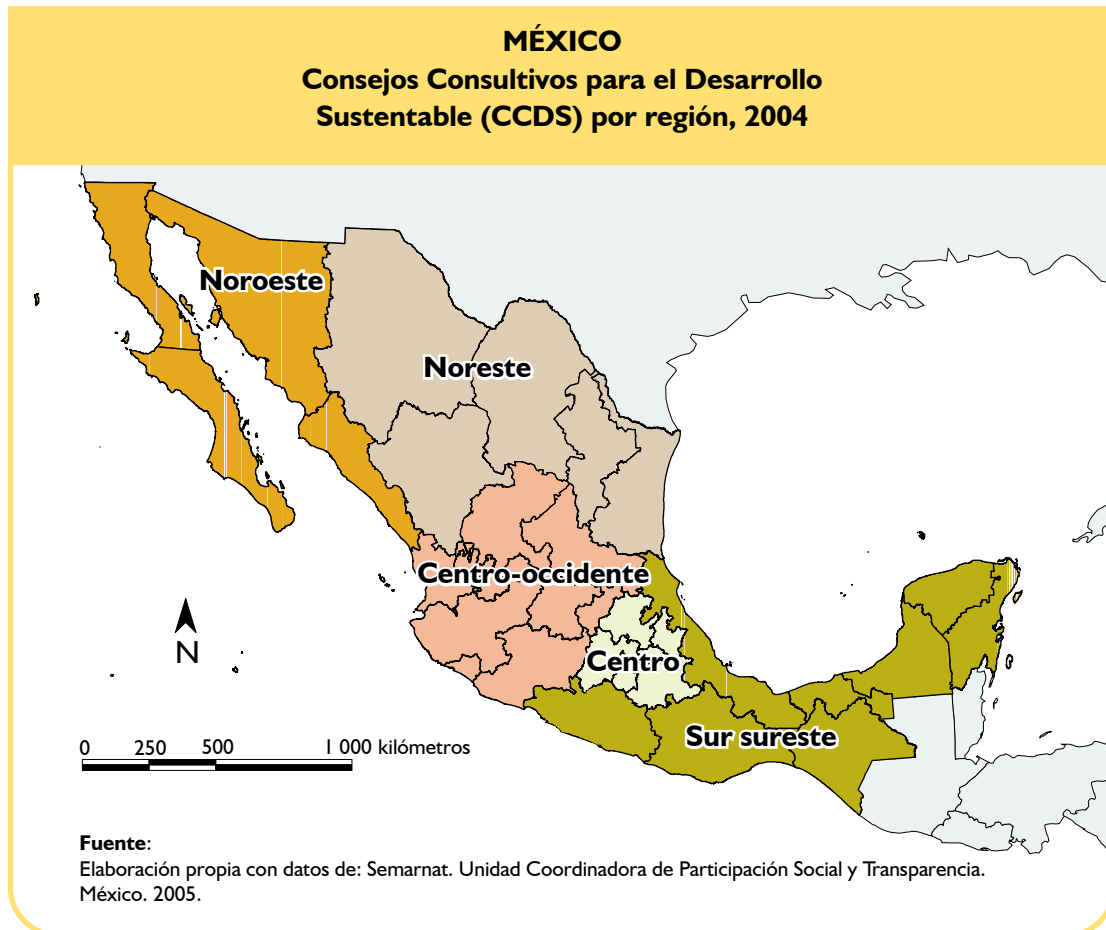 MÉXICO
Consejos Consultivos para el Desarrollo
Sustentable (CCDS) por región, 2004
Noroeste
Noreste
Centro-occidente
Centro
Sur sureste
N
0 250 500 1 000 kilómetros
Fuente:
Elaboración propia con datos de: Semarnat. Unidad Coordinadora de Participación Social y Transparencia.
México. 2005.